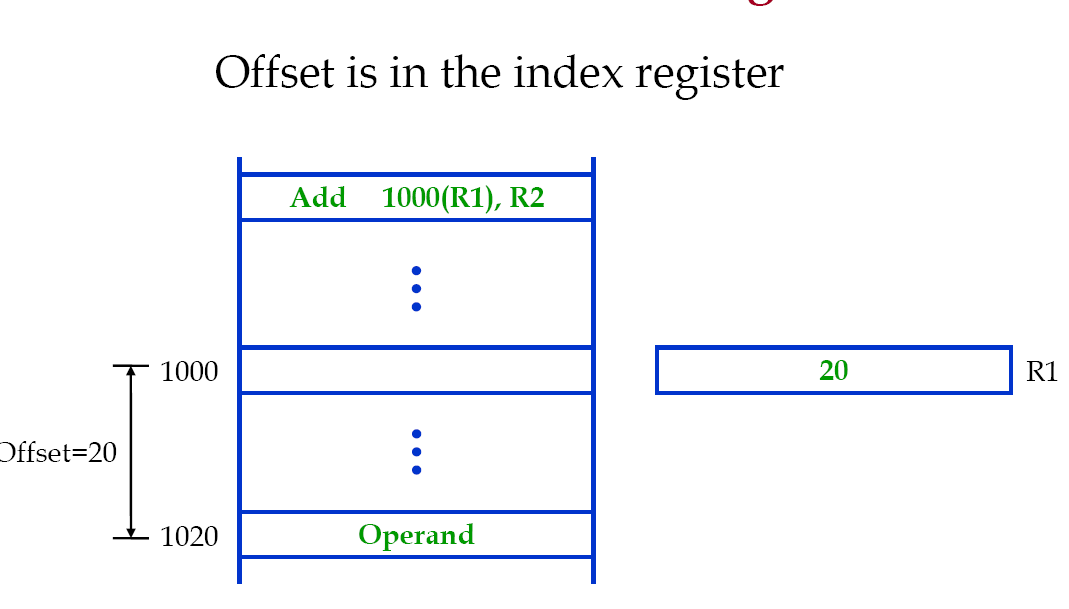 Offset is in the index register
Add 1000(R1), R2
1000
20
R1
Offset=20
1020
Operand